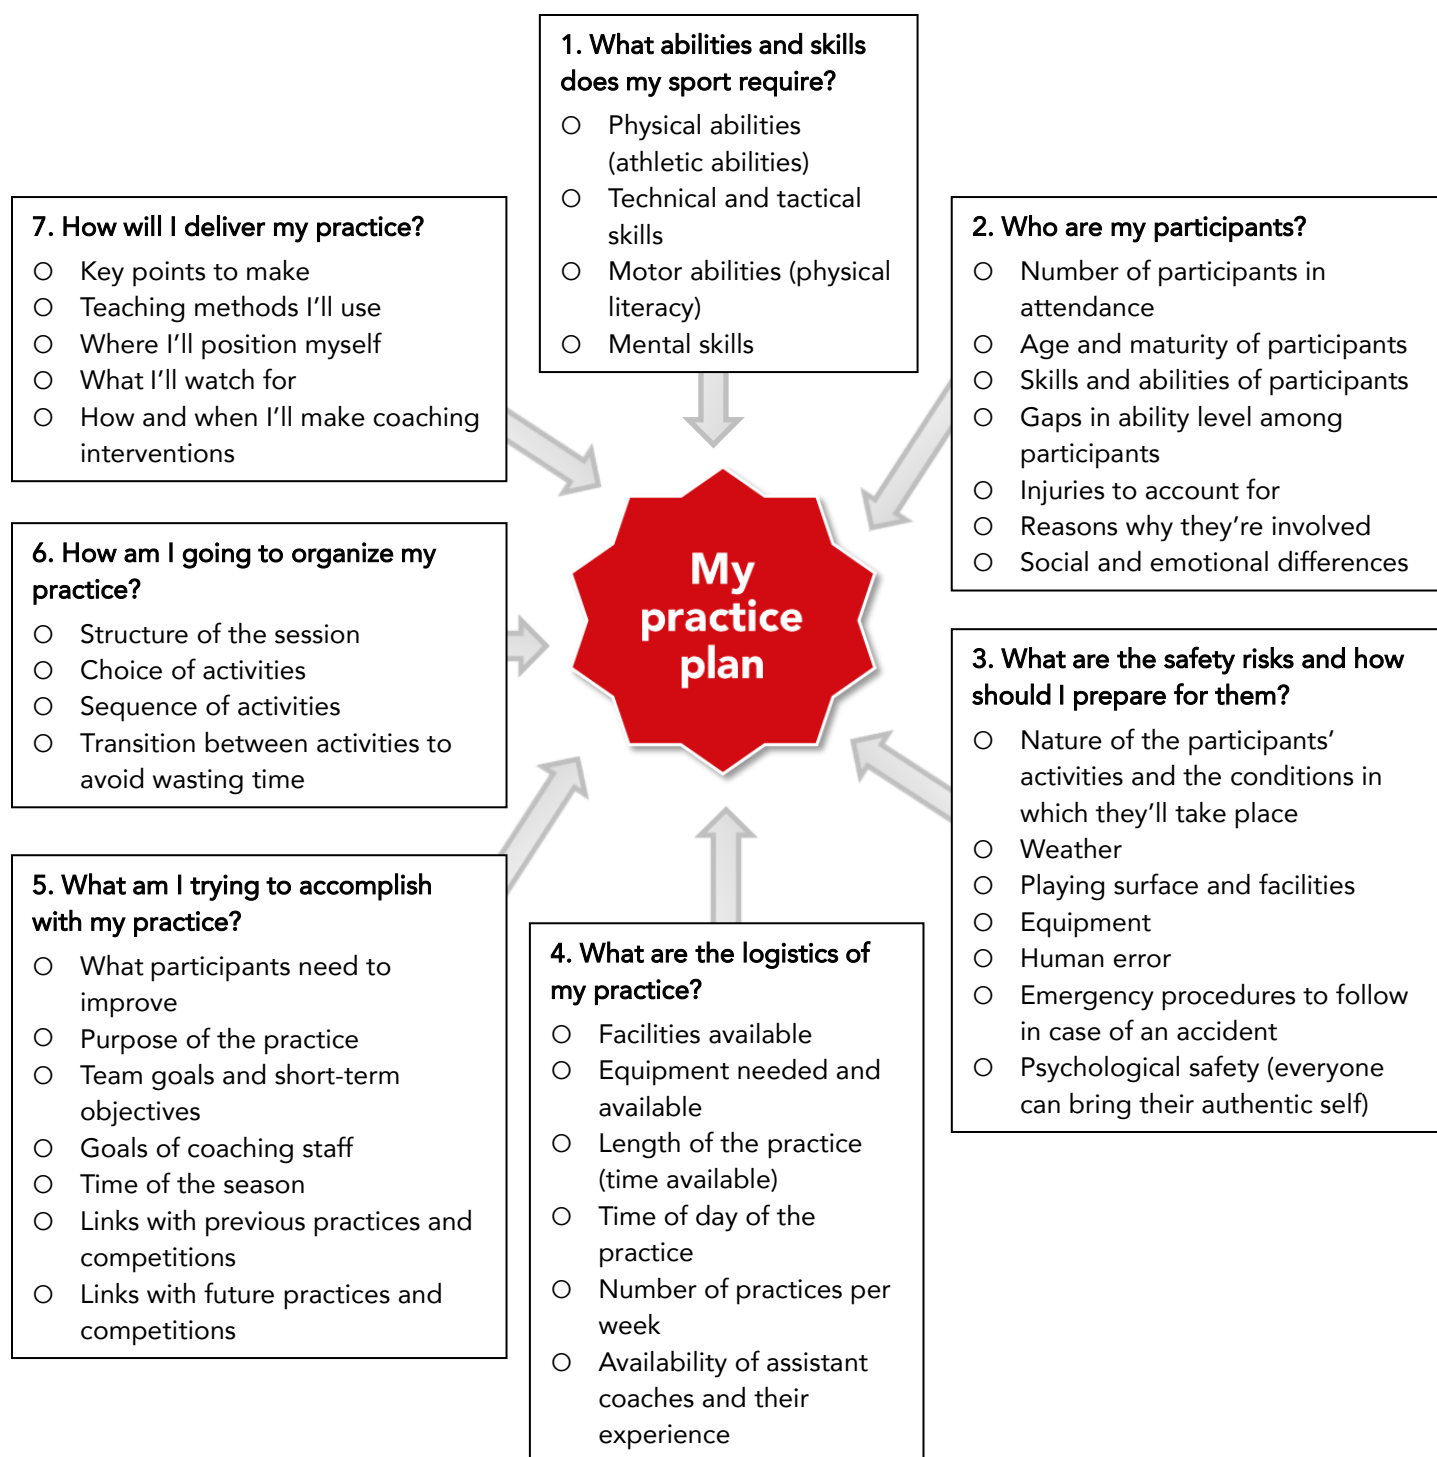 1. What abilities and skills
does my sport require?
O Physical abilities
(athletic abilities)
O Technical and tactical
skills
O Motor abilities (physical
literacy)
O Mental skills
2. Who are my participants?
O Number of participants in
attendance
O Age and maturity of participants
O Skills and abilities of participants
O Gaps in ability level among
participants
O Injuries to account for
O Reasons why they’re involved
O Social and emotional differences
3. What are the safety risks and how
should I prepare for them?
O Nature of the participants’
activities and the conditions in
which they’ll take place
O Weather
O Playing surface and facilities
O Equipment
O Human error
O Emergency procedures to follow
in case of an accident
O Psychological safety (everyone
can bring their authentic self)
4. What are the logistics of
my practice?
O Facilities available
O Equipment needed and
available
O Length of the practice
(time available)
O Time of day of the
practice
O Number of practices per
week
O Availability of assistant
coaches and their
experience
5. What am I trying to accomplish
with my practice?
O What participants need to
improve
O Purpose of the practice
O Team goals and short-term
objectives
O Goals of coaching staff
O Time of the season
O Links with previous practices and
competitions
O Links with future practices and
competitions
6. How am I going to organize my
practice?
O Structure of the session
O Choice of activities
O Sequence of activities
O Transition between activities to
avoid wasting time
7. How will I deliver my practice?
O Key points to make
O Teaching methods I’ll use
O Where I’ll position myself
O What I’ll watch for
O How and when I’ll make coaching
interventions
My
practice
plan